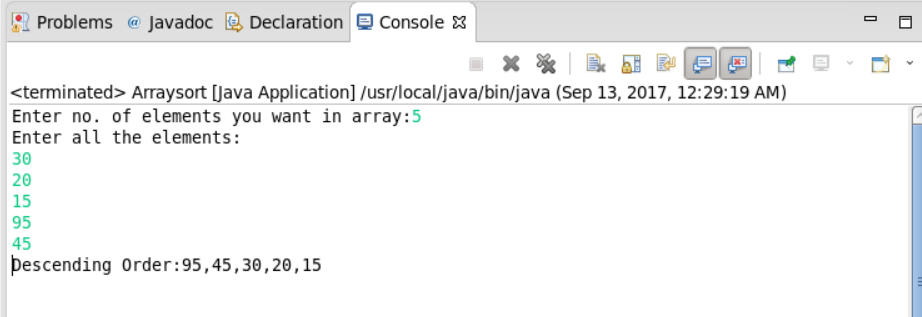 Problems @ Javadoc Declaration Console
<terminated> Arraysort [Java Application] /usr/local/java/bin/java (Sep 13, 2017, 12:29:19 AM)
Enter no. of elements you want in array:5
Enter all the elements:
30
20
15
95
45
Descending Order:95,45,30,20,15